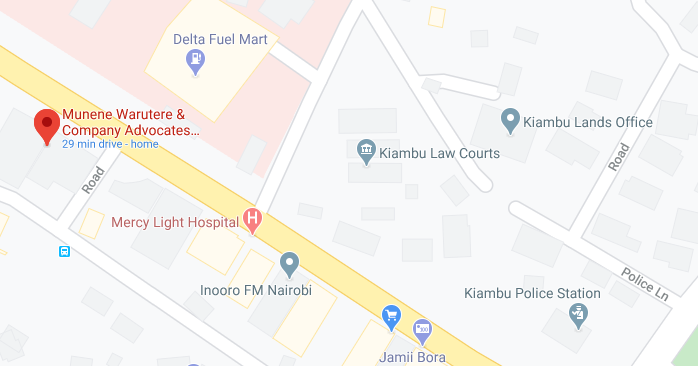 Delta Fuel Mart
Munene Warutere &
Company Advocates...
29 min drive - home
Kiambu Lands Office
Kiambu Law Courts
Road
Road
H
Mercy Light Hospital
Inooro FM Nairobi
Police Ln
Kiambu Police Station
Jamii Bora